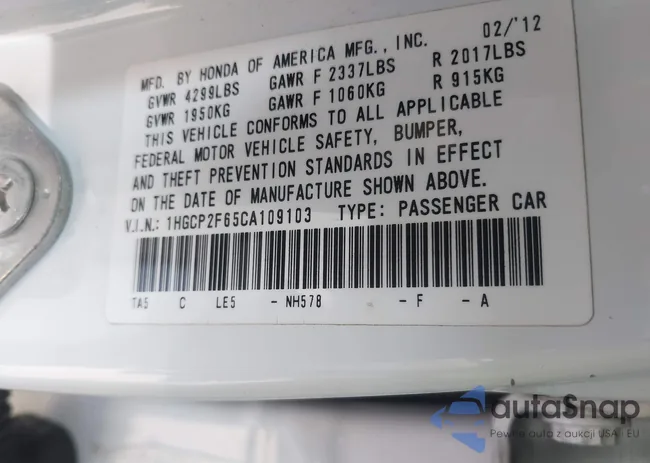 MFD. BY HONDA OF AMERICA MFG., INC. 02/'12
GVWR 4299LBS GAWR F 2337LBS R 2017LBS
GVWR 1950KG GAWR F 1060KG R 915KG
THIS VEHICLE CONFORMS TO ALL APPLICABLE
FEDERAL MOTOR VEHICLE SAFETY, BUMPER,
AND THEFT PREVENTION STANDARDS IN EFFECT
ON THE DATE OF MANUFACTURE SHOWN ABOVE.
V.I.N.: 1HGCP2F65CA109103 TYPE: PASSENGER CAR
TA5 C LE5 - NH578 - F - A
autaSnap
Pewne auta z aukcji USA i EU